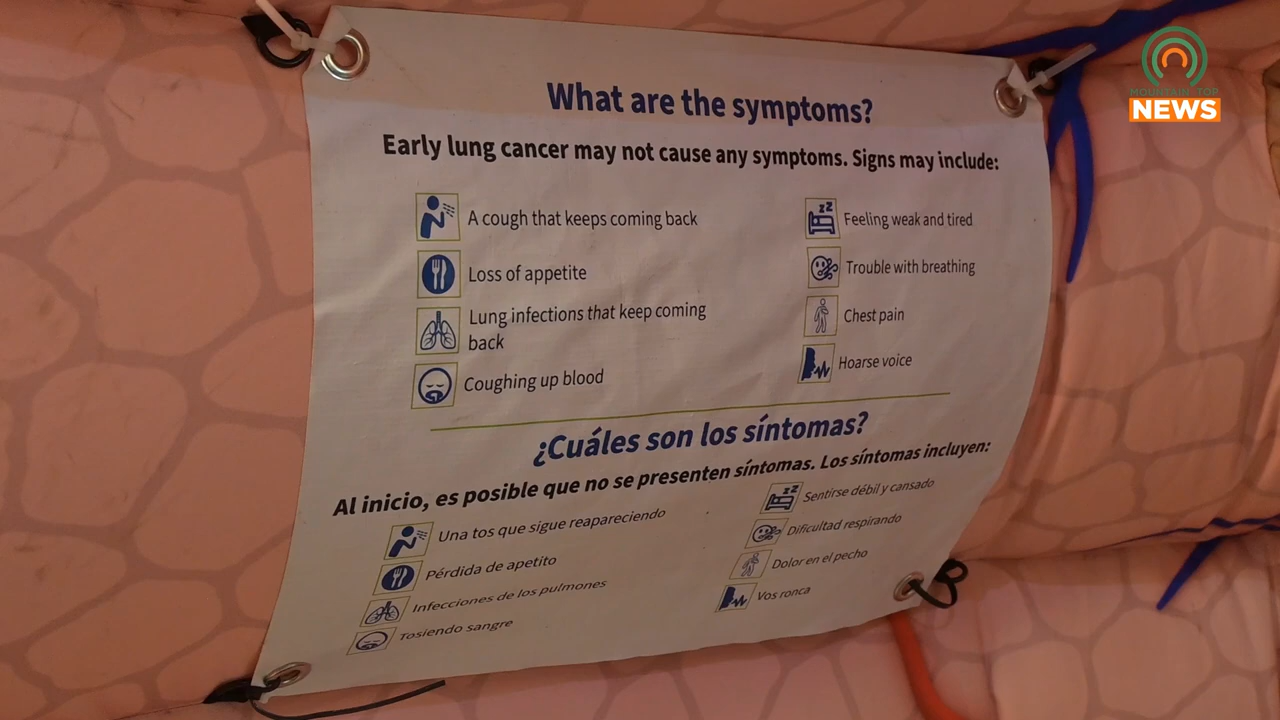 What are the symptoms?
Early lung cancer may not cause any symptoms. Signs may include:
A cough that keeps coming back
Loss of appetite
Lung infections that keep coming
back
Coughing up blood
Feeling weak and tired
Trouble with breathing
Chest pain
Hoarse voice
¿Cuáles son los síntomas?
Al inicio, es posible que no se presenten síntomas. Los síntomas incluyen:
Una tos que sigue reapareciendo
Pérdida de apetito
Infecciones de los pulmones
Tosiendo sangre
Sentirse débil y cansado
Dificultad respirando
Dolor en el pecho
Vos ronca
MOUNTAIN TOP
NEWS